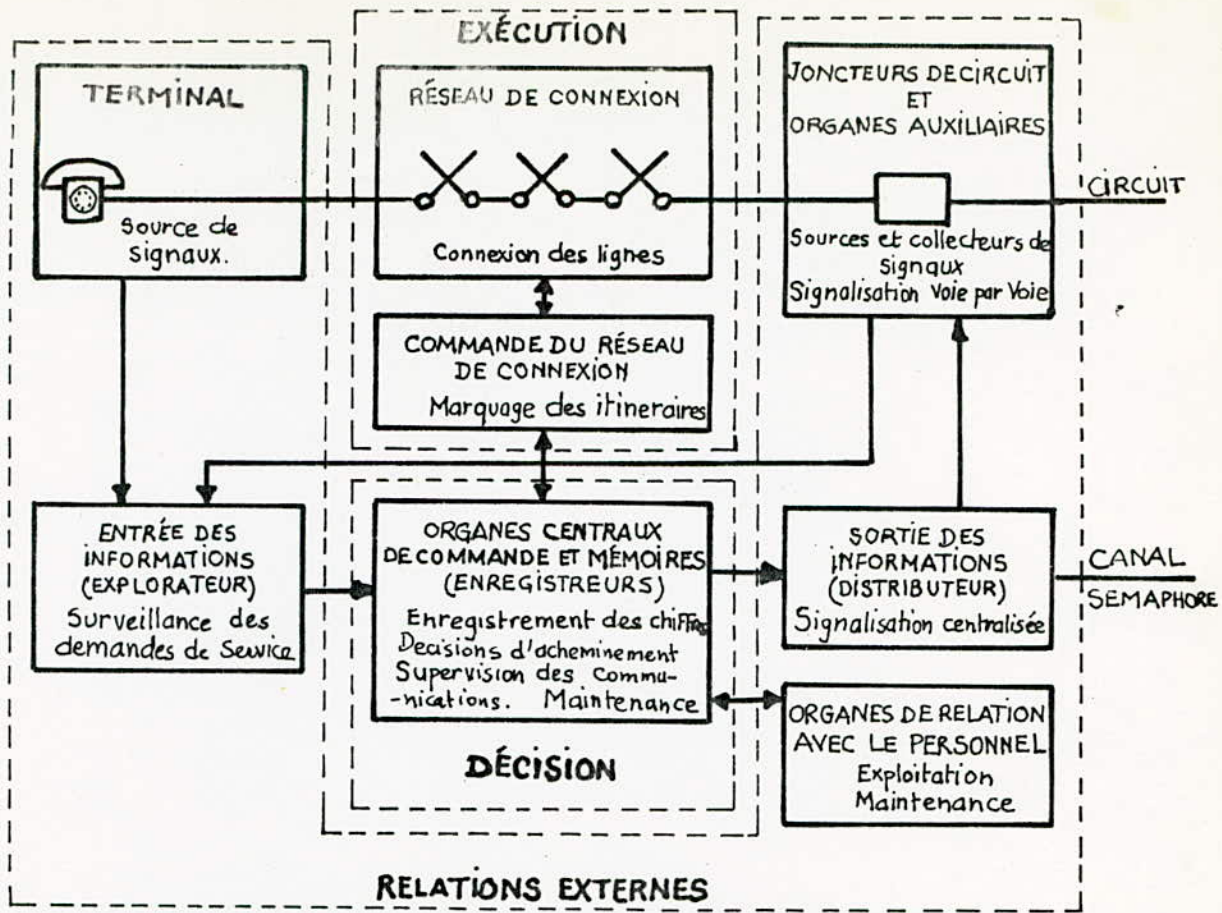 EXÉCUTION
TERMINAL
Source de
signaux.
RÉSEAU DE CONNEXION
Connexion des lignes
JONCTEURS DE CIRCUIT
ET
ORGANES AUXILIAIRES
Sources et collecteurs de
signaux
Signalisation Voie par Voie
CIRCUIT
COMMANDE DU RÉSEAU
DE CONNEXION
Marquage des itineraires
ENTRÉE DES
INFORMATIONS
(EXPLORATEUR)
Surveillance des
demandes de Service
ORGANES CENTRAUX
DE COMMANDE ET MÉMOIRES
(ENREGISTREURS)
Enregistrement des chiffres
Decisions d'acheminement
Supervision des Commu-
-nications. Maintenance
DÉCISION
SORTIE DES
INFORMATIONS
(DISTRIBUTEUR)
Signalisation centralisée
CANAL
SEMAPHORE
ORGANES DE RELATION
AVEC LE PERSONNEL
Exploitation
Maintenance
RELATIONS EXTERNES